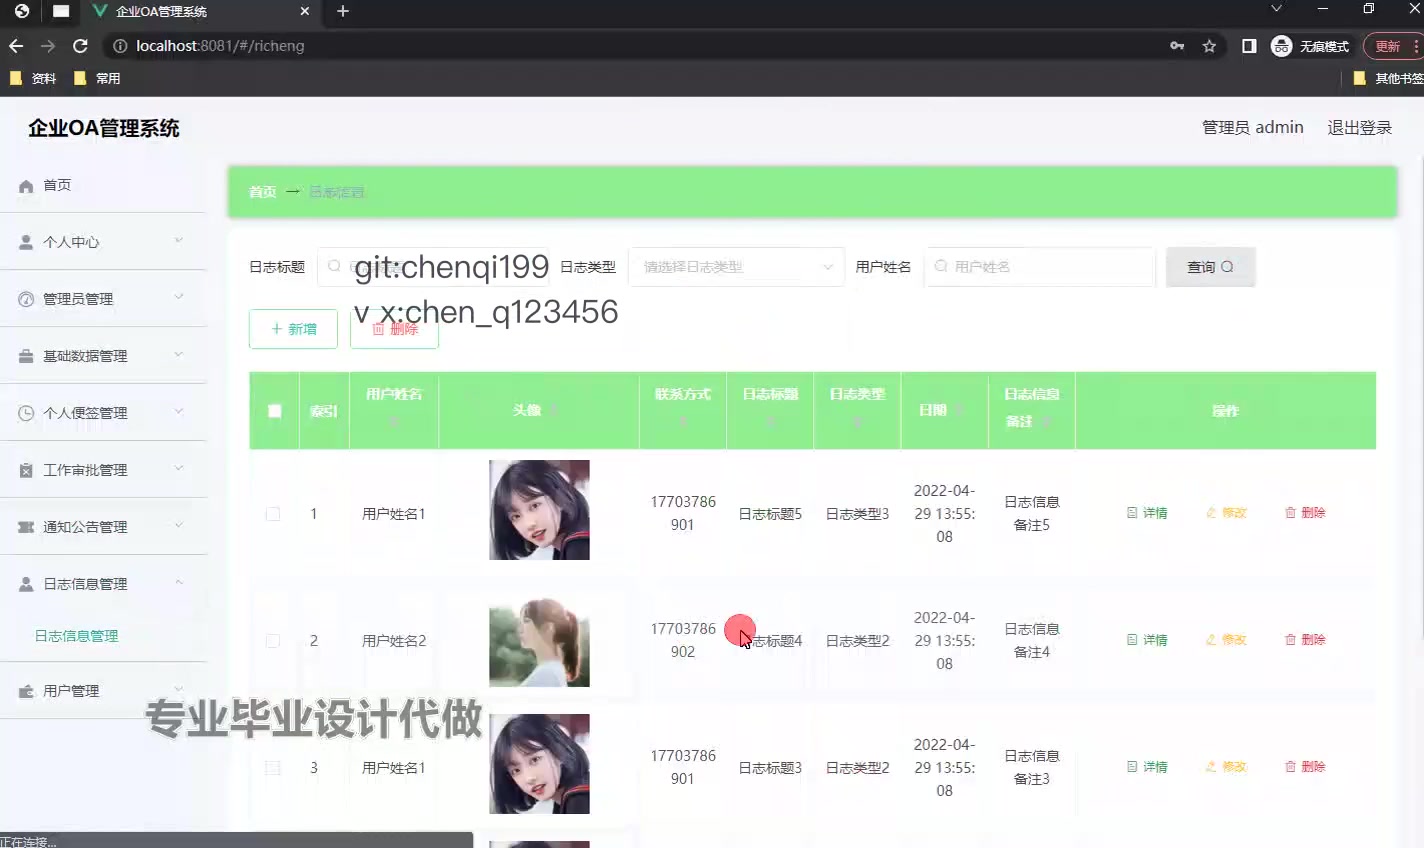 企业OA管理系统
localhost:8081/#/richeng
无痕模式
更新
资料
常用
其他书签
企业OA管理系统
管理员 admin
退出登录
首页
个人中心
管理员管理
基础数据管理
个人便签管理
工作审批管理
通知公告管理
日志信息管理
日志信息管理
用户管理
首页 → 日志信息
日志标题
日志类型 请选择日志类型
用户姓名 用户姓名
查询
git:chenqi199
v x:chen_q123456
+ 新增
删除
索引 用户姓名 头像 联系方式 日志标题 日志类型 日期 日志信息备注 操作
1 用户姓名1 17703786901 日志标题5 日志类型3 2022-04-29 13:55:08 日志信息备注5 详情 修改 删除
2 用户姓名2 17703786902 日志标题4 日志类型2 2022-04-29 13:55:08 日志信息备注4 详情 修改 删除
3 用户姓名1 17703786901 日志标题3 日志类型2 2022-04-29 13:55:08 日志信息备注3 详情 修改 删除
专业毕业设计代做
正在连接...